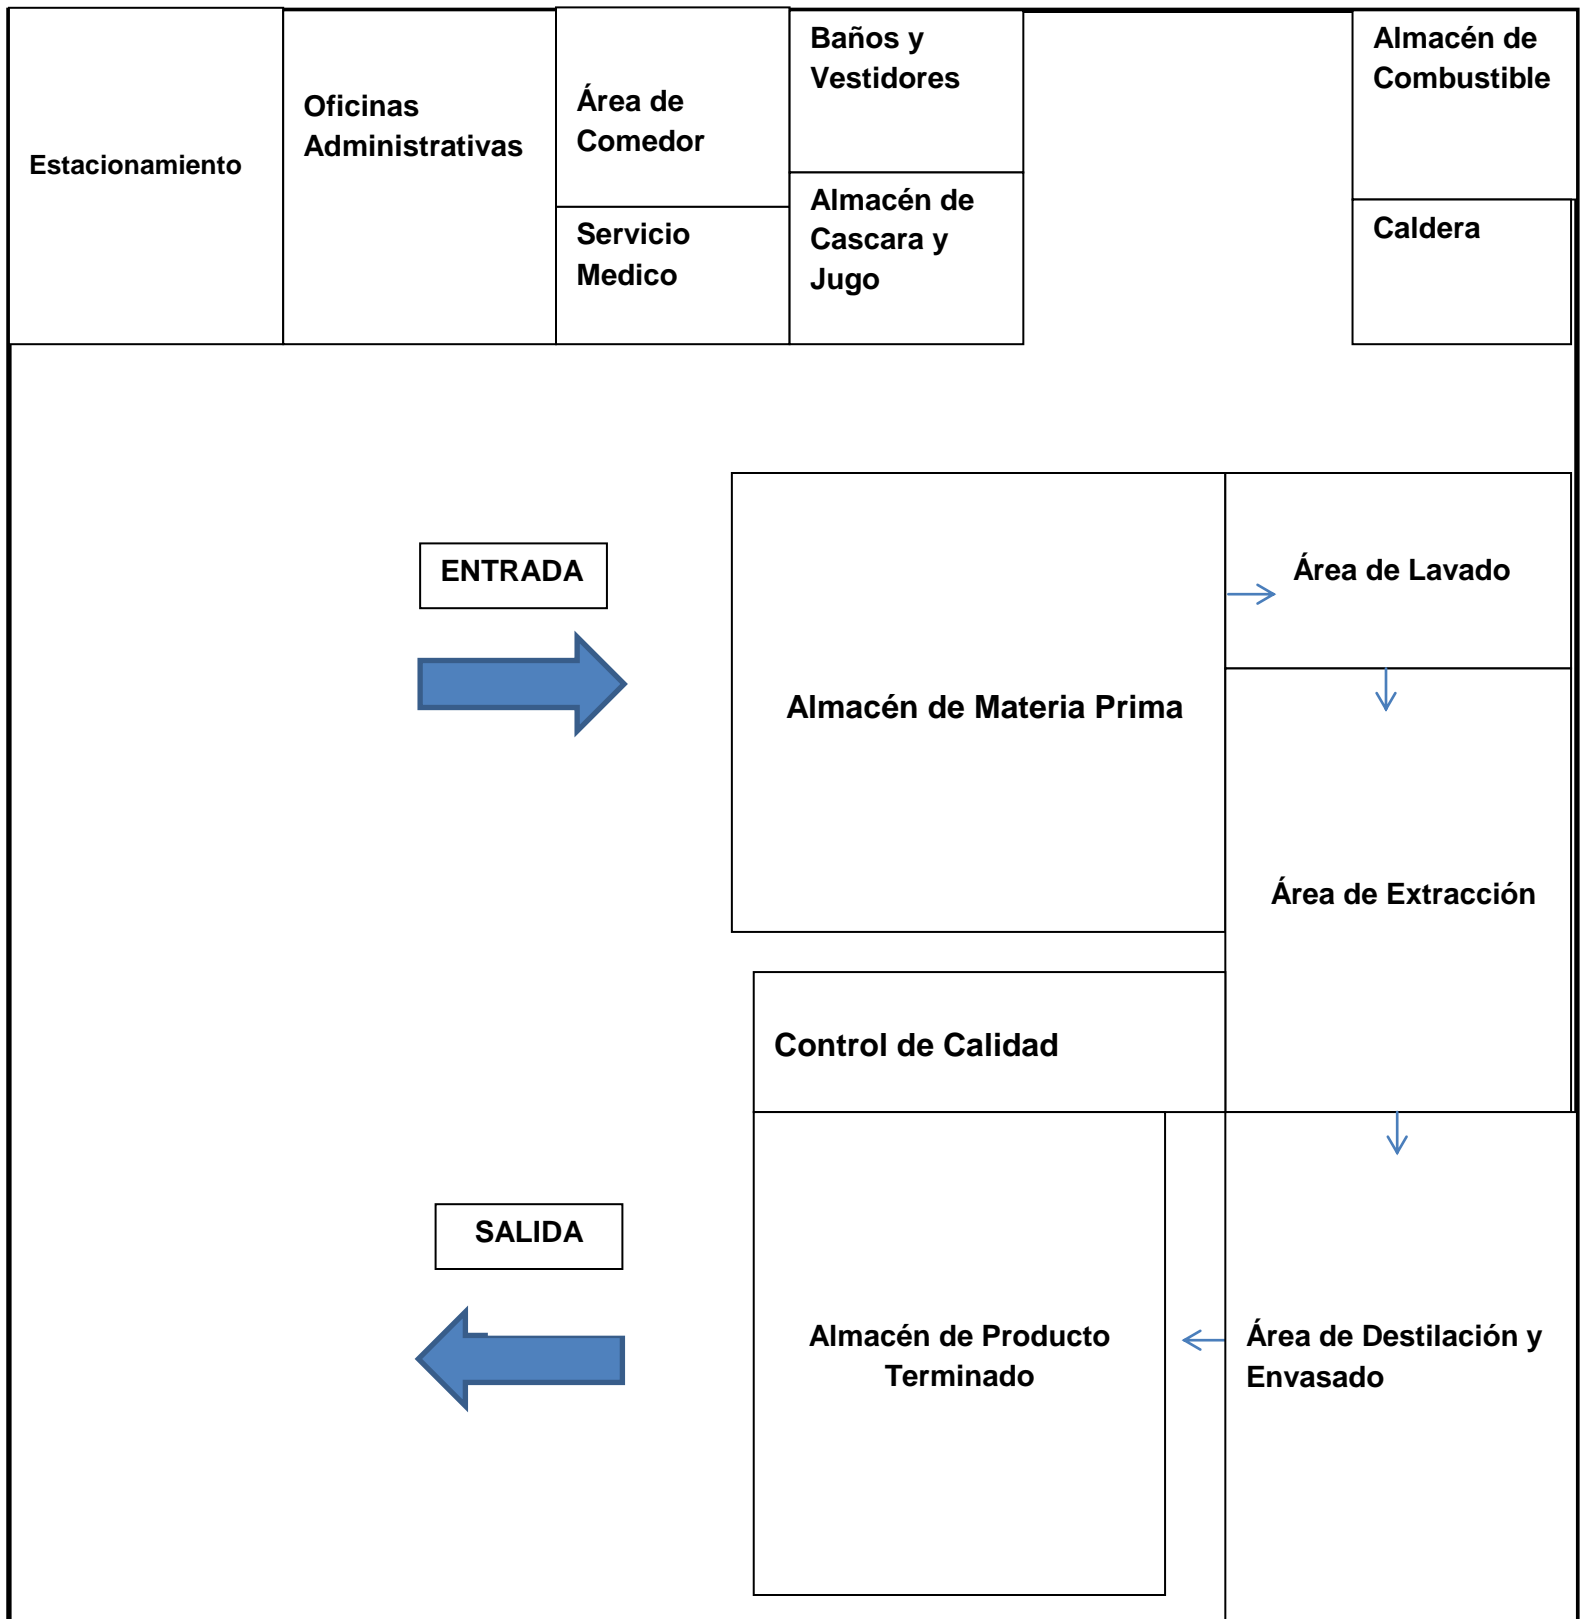 Estacionamiento
Oficinas
Administrativas
Área de
Comedor
Servicio
Medico
Baños y
Vestidores
Almacén de
Cascara y
Jugo
Almacén de
Combustible
Caldera
ENTRADA
Almacén de Materia Prima
Área de Lavado
Área de Extracción
Control de Calidad
SALIDA
Almacén de Producto
Terminado
Área de Destilación y
Envasado